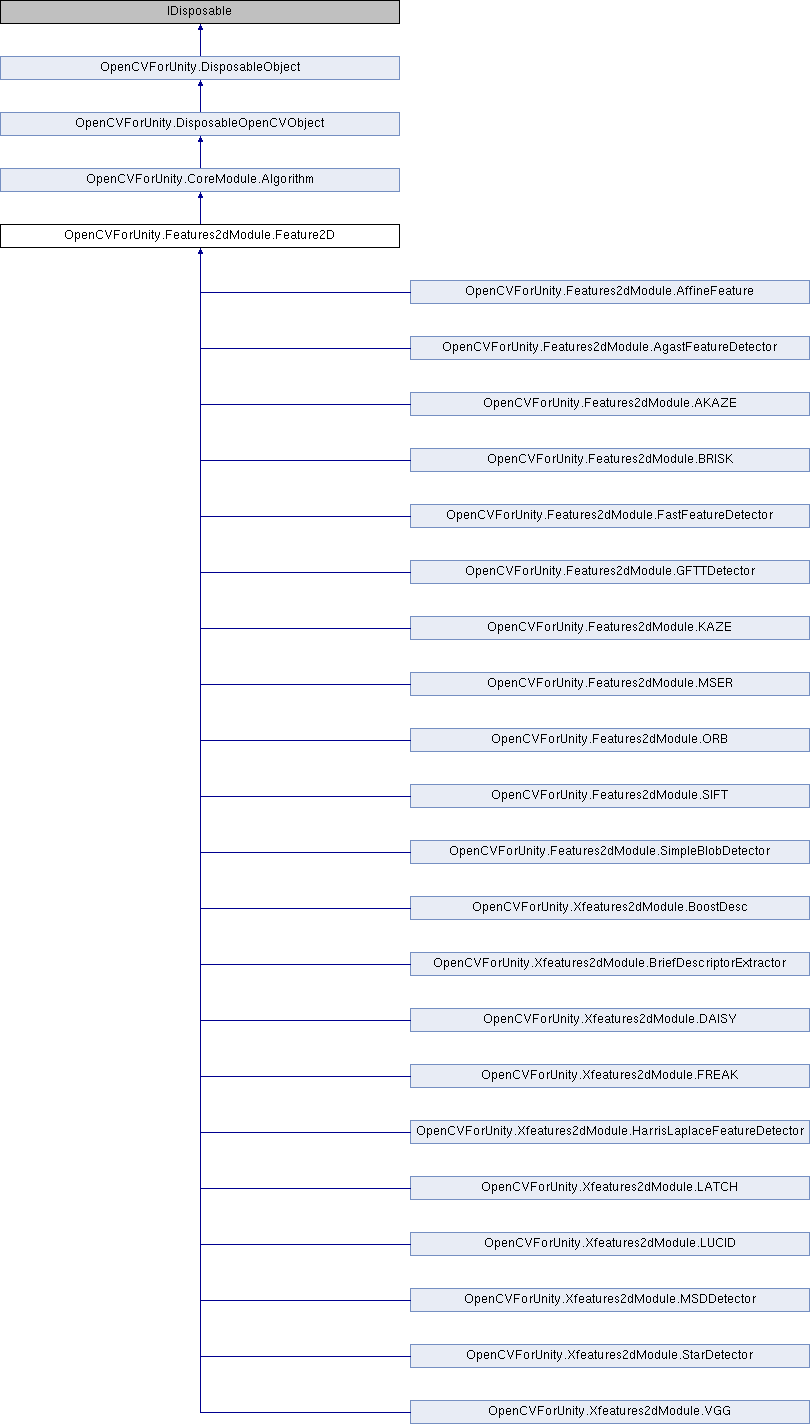 IDisposable
OpenCVForUnity.DisposableObject
OpenCVForUnity.DisposableOpenCVObject
OpenCVForUnity.CoreModule.Algorithm
OpenCVForUnity.Features2dModule.Feature2D
OpenCVForUnity.Features2dModule.AffineFeature
OpenCVForUnity.Features2dModule.AgastFeatureDetector
OpenCVForUnity.Features2dModule.AKAZE
OpenCVForUnity.Features2dModule.BRISK
OpenCVForUnity.Features2dModule.FastFeatureDetector
OpenCVForUnity.Features2dModule.GFTTDetector
OpenCVForUnity.Features2dModule.KAZE
OpenCVForUnity.Features2dModule.MSER
OpenCVForUnity.Features2dModule.ORB
OpenCVForUnity.Features2dModule.SIFT
OpenCVForUnity.Features2dModule.SimpleBlobDetector
OpenCVForUnity.Xfeatures2dModule.BoostDesc
OpenCVForUnity.Xfeatures2dModule.BriefDescriptorExtractor
OpenCVForUnity.Xfeatures2dModule.DAISY
OpenCVForUnity.Xfeatures2dModule.FREAK
OpenCVForUnity.Xfeatures2dModule.HarrisLaplaceFeatureDetector
OpenCVForUnity.Xfeatures2dModule.LATCH
OpenCVForUnity.Xfeatures2dModule.LUCID
OpenCVForUnity.Xfeatures2dModule.MSDDetector
OpenCVForUnity.Xfeatures2dModule.StarDetector
OpenCVForUnity.Xfeatures2dModule.VGG